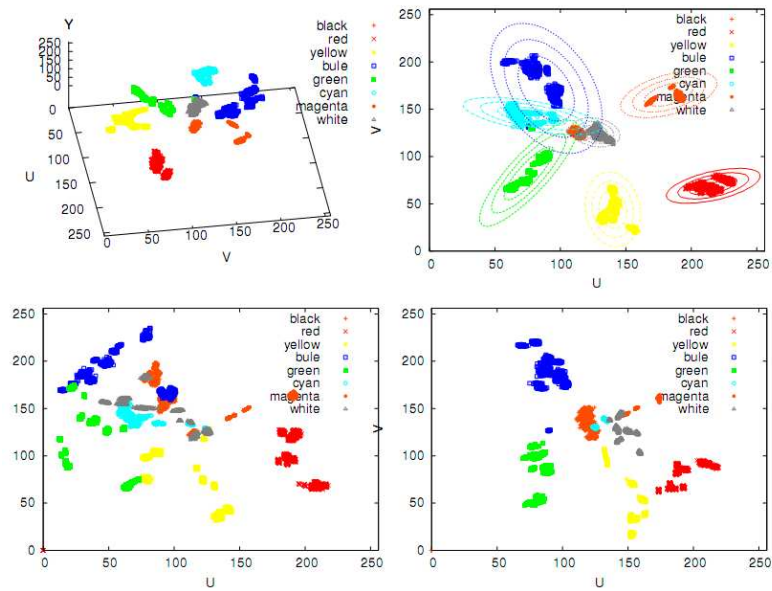 Y
250
200
150
100
50
0
0
50
100
150
200
250
U
0
50
100
150
200
250
V
black
red
yellow
bule
green
cyan
magenta
white
250
200
150
100
50
0
V
0
50
100
150
200
250
U
black
red
yellow
bule
green
cyan
magenta
white
250
200
150
100
50
0
0
50
100
150
200
250
U
black
red
yellow
bule
green
cyan
magenta
white
250
200
150
100
50
0
V
0
50
100
150
200
250
U
black
red
yellow
bule
green
cyan
magenta
white